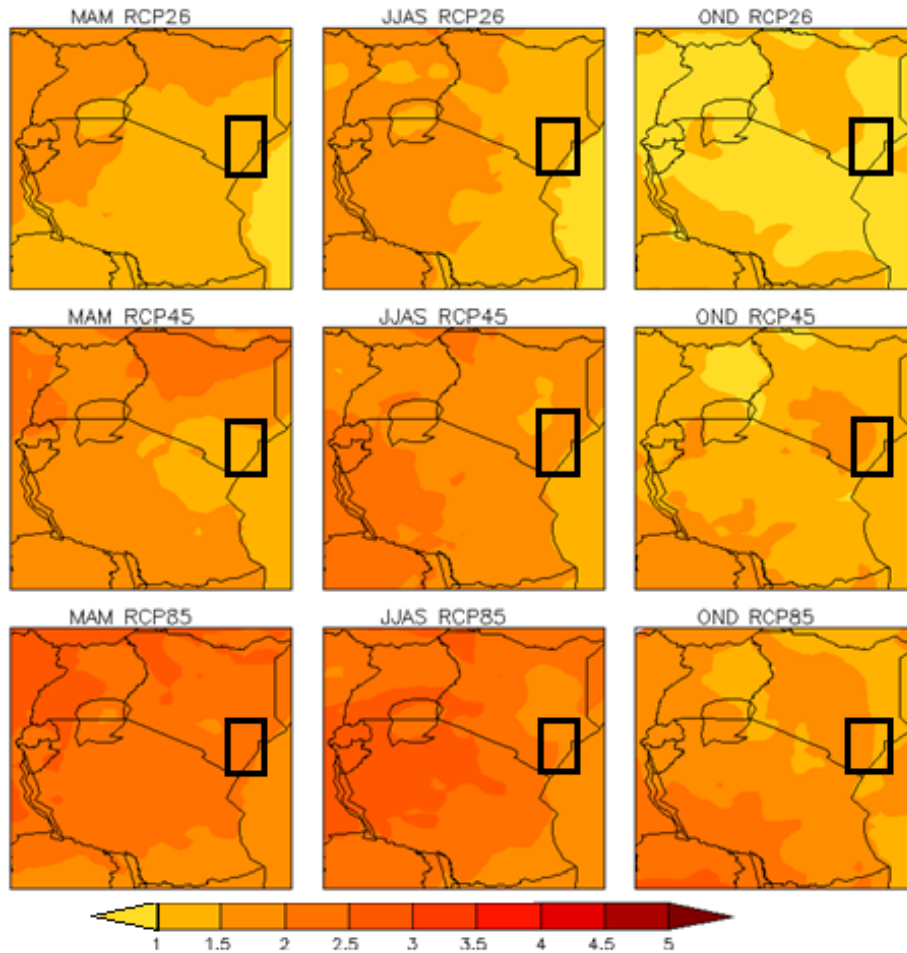 MAM RCP26 JJAS RCP26 OND RCP26
MAM RCP45 JJAS RCP45 OND RCP45
MAM RCP85 JJAS RCP85 OND RCP85
1 1.5 2 2.5 3 3.5 4 4.5 5